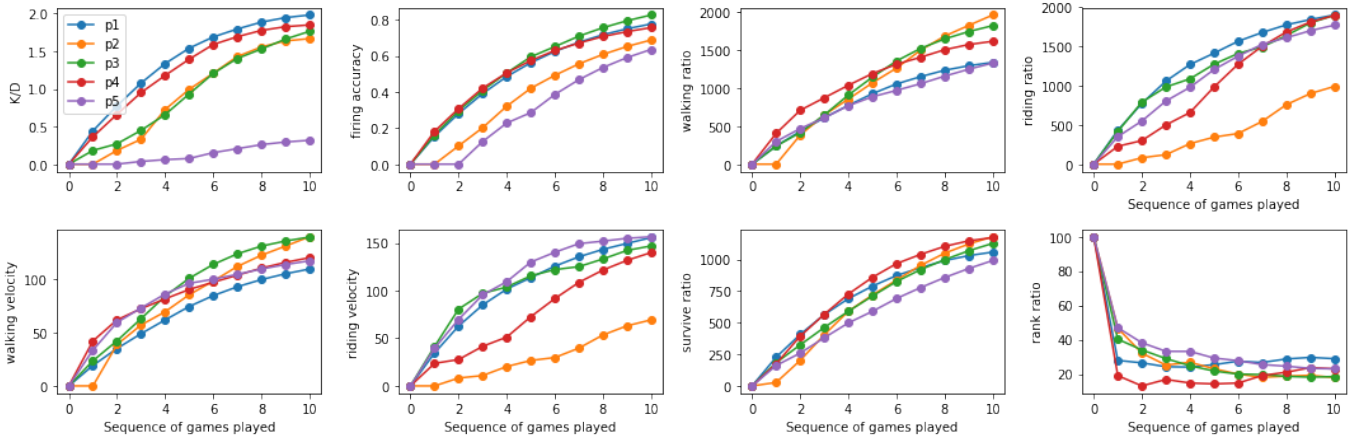 K/D
2.0
1.5
1.0
0.5
0.0
p1
p2
p3
p4
p5
0 2 4 6 8 10
firing accuracy
0.8
0.6
0.4
0.2
0.0
0 2 4 6 8 10
walking ratio
2000
1500
1000
500
0
0 2 4 6 8 10
riding ratio
2000
1500
1000
500
0
0 2 4 6 8 10
Sequence of games played
walking velocity
100
50
0
0 2 4 6 8 10
Sequence of games played
riding velocity
150
100
50
0
0 2 4 6 8 10
Sequence of games played
survive ratio
1000
750
500
250
0
0 2 4 6 8 10
Sequence of games played
rank ratio
100
80
60
40
20
0 2 4 6 8 10
Sequence of games played